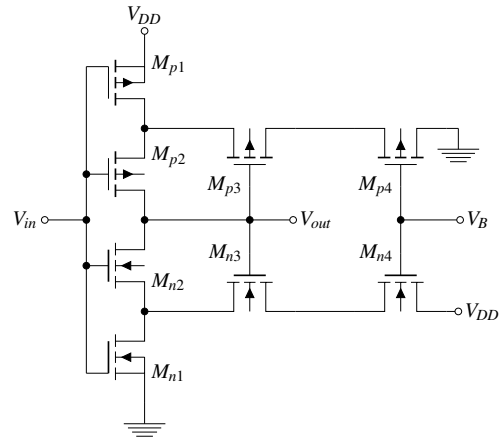 V_DD
M_p1
M_p2
M_p3
M_p4
V_in
V_out
V_B
M_n3
M_n4
M_n2
V_DD
M_n1